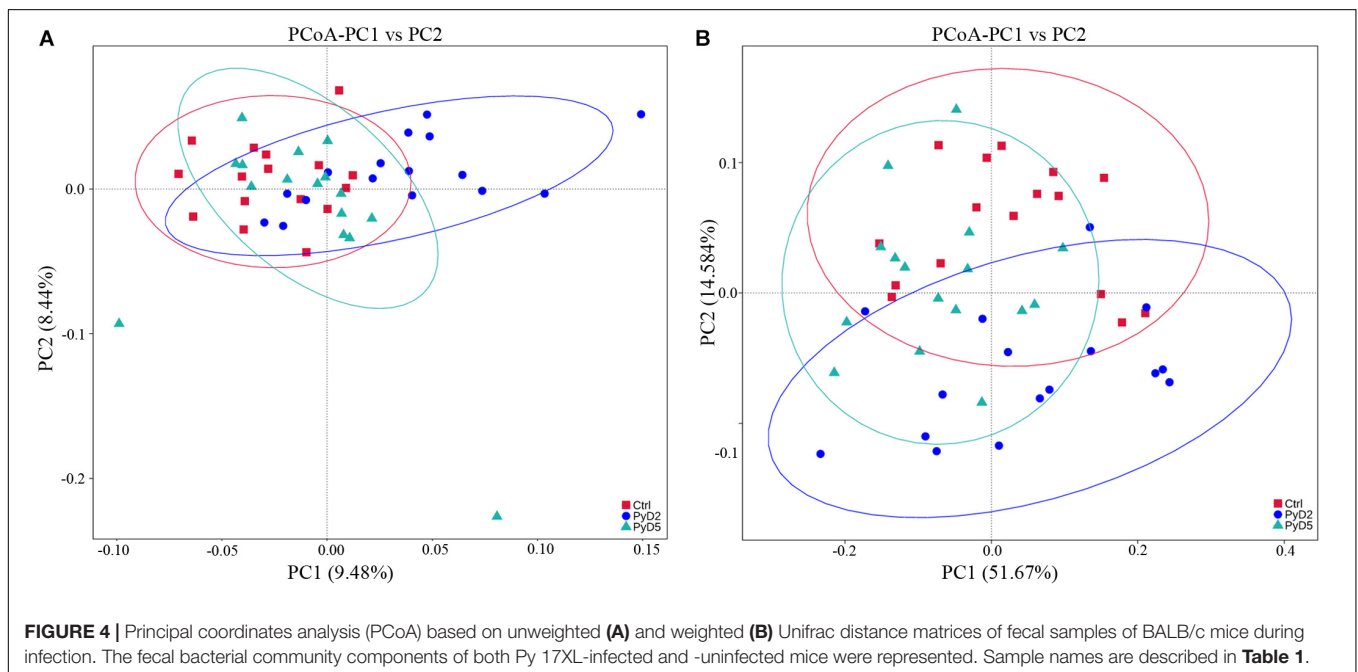 A
PCoA-PC1 vs PC2
PC2 (8.44%)
0.0
-0.1
-0.2
-0.10
-0.05
0.00
0.05
0.10
0.15
PC1 (9.48%)
Ctrl
PyD2
PyD5
B
PCoA-PC1 vs PC2
PC2 (14.584%)
0.1
0.0
-0.1
-0.2
0.0
0.2
0.4
PC1 (51.67%)
Ctrl
PyD2
PyD5
FIGURE 4 | Principal coordinates analysis (PCoA) based on unweighted (A) and weighted (B) Unifrac distance matrices of fecal samples of BALB/c mice during
infection. The fecal bacterial community components of both Py 17XL-infected and -uninfected mice were represented. Sample names are described in Table 1.